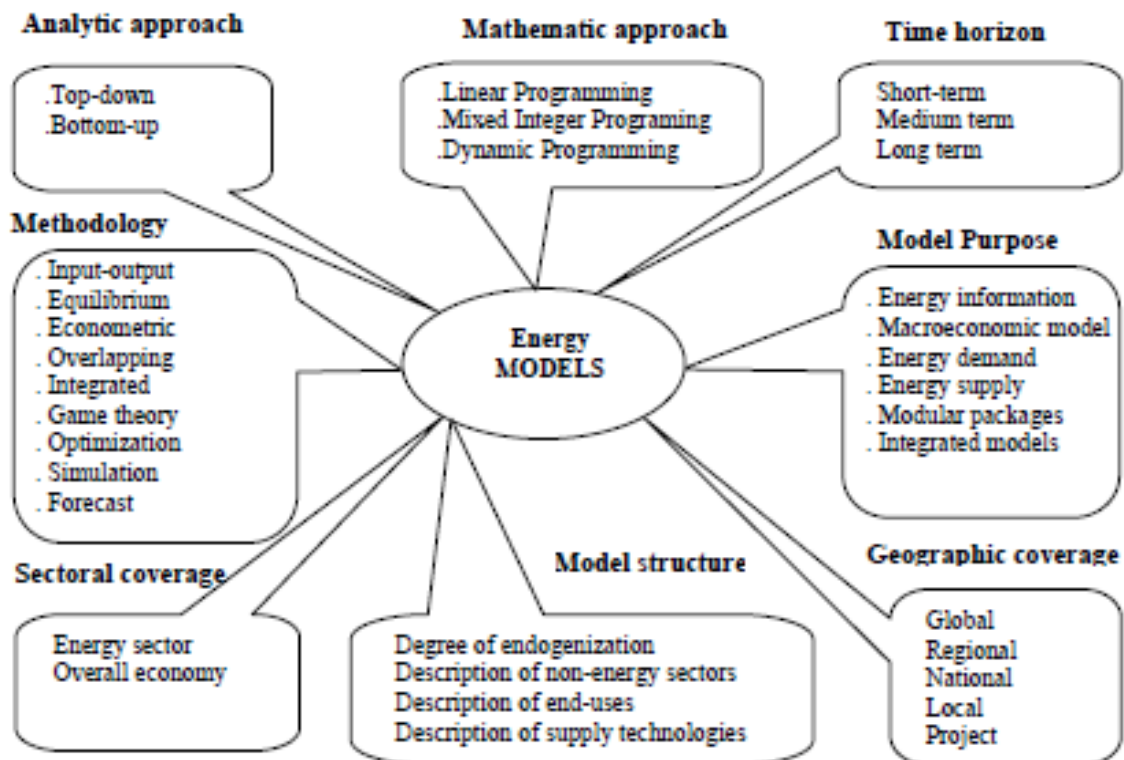 Analytic approach
.Top-down
.Bottom-up
Mathematic approach
.Linear Programming
.Mixed Integer Programing
.Dynamic Programming
Time horizon
Short-term
Medium term
Long term
Methodology
. Input-output
. Equilibrium
. Econometric
. Overlapping
. Integrated
. Game theory
. Optimization
. Simulation
. Forecast
Energy
MODELS
Model Purpose
. Energy information
. Macroeconomic model
. Energy demand
. Energy supply
. Modular packages
. Integrated models
Sectoral coverage
Energy sector
Overall economy
Model structure
Degree of endogenization
Description of non-energy sectors
Description of end-uses
Description of supply technologies
Geographic coverage
Global
Regional
National
Local
Project